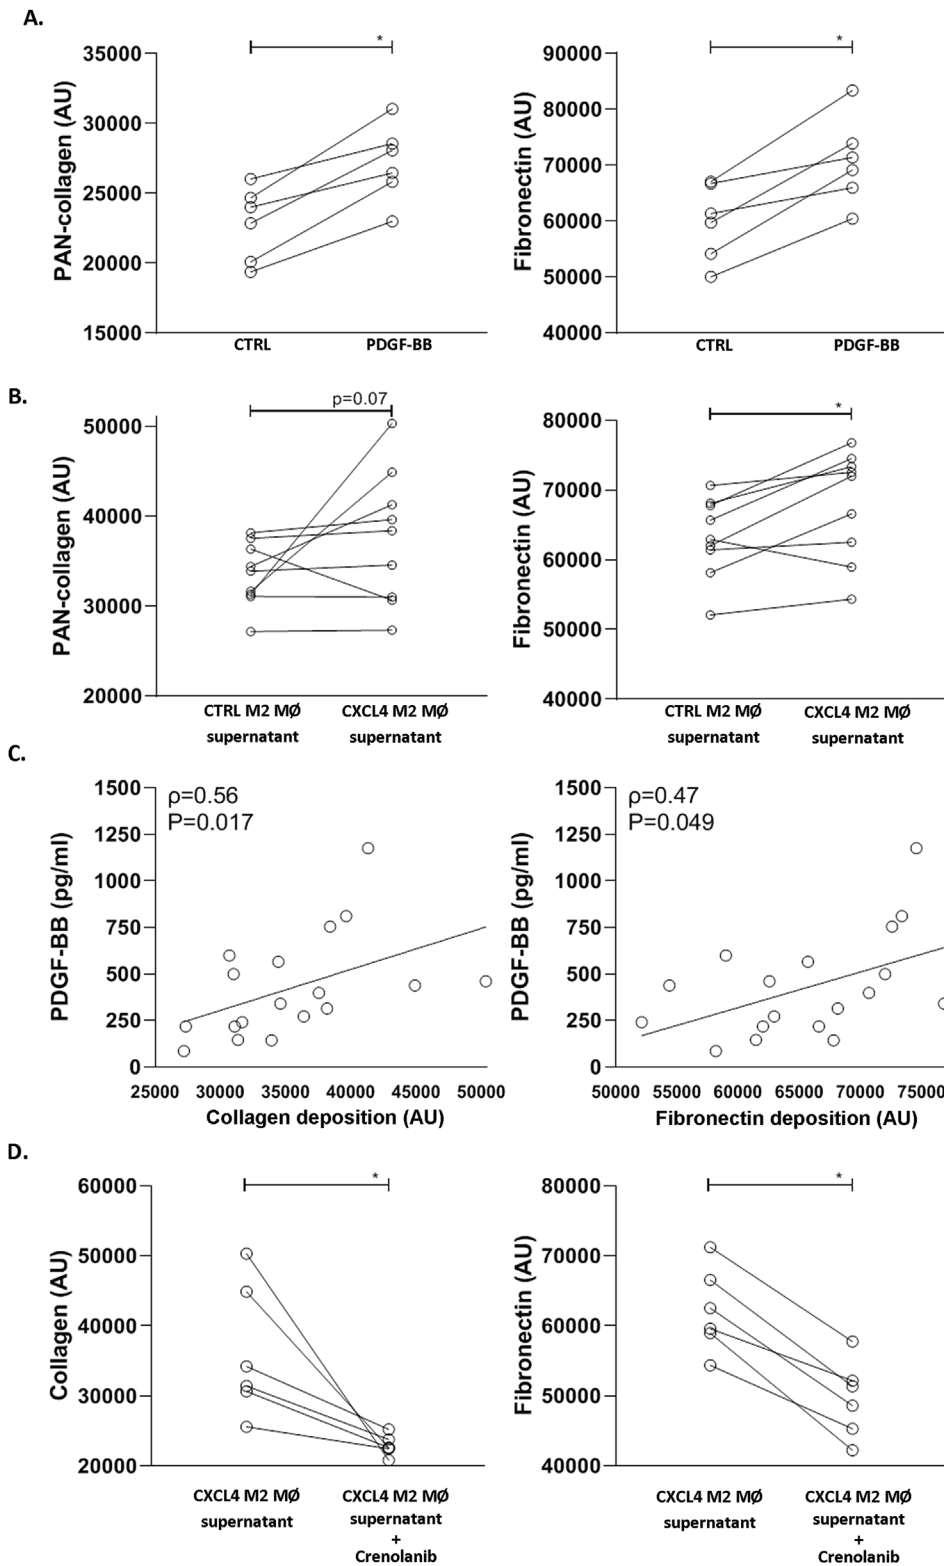 A.
*
*
35000
30000
25000
20000
15000
PAN-collagen (AU)
CTRL
PDGF-BB
90000
80000
70000
60000
50000
40000
Fibronectin (AU)
CTRL
PDGF-BB
B.
p=0.07
*
50000
40000
30000
20000
PAN-collagen (AU)
CTRL M2 MØ
supernatant
CXCL4 M2 MØ
supernatant
80000
70000
60000
50000
40000
Fibronectin (AU)
CTRL M2 MØ
supernatant
CXCL4 M2 MØ
supernatant
C.
ρ=0.56
P=0.017
1500
1250
1000
750
500
250
0
PDGF-BB (pg/ml)
25000 30000 35000 40000 45000 50000
Collagen deposition (AU)
ρ=0.47
P=0.049
1500
1250
1000
750
500
250
0
PDGF-BB (pg/ml)
50000 55000 60000 65000 70000 75000
Fibronectin deposition (AU)
D.
*
*
60000
50000
40000
30000
20000
Collagen (AU)
CXCL4 M2 MØ
supernatant
CXCL4 M2 MØ
supernatant
+
Crenolanib
80000
70000
60000
50000
40000
Fibronectin (AU)
CXCL4 M2 MØ
supernatant
CXCL4 M2 MØ
supernatant
+
Crenolanib